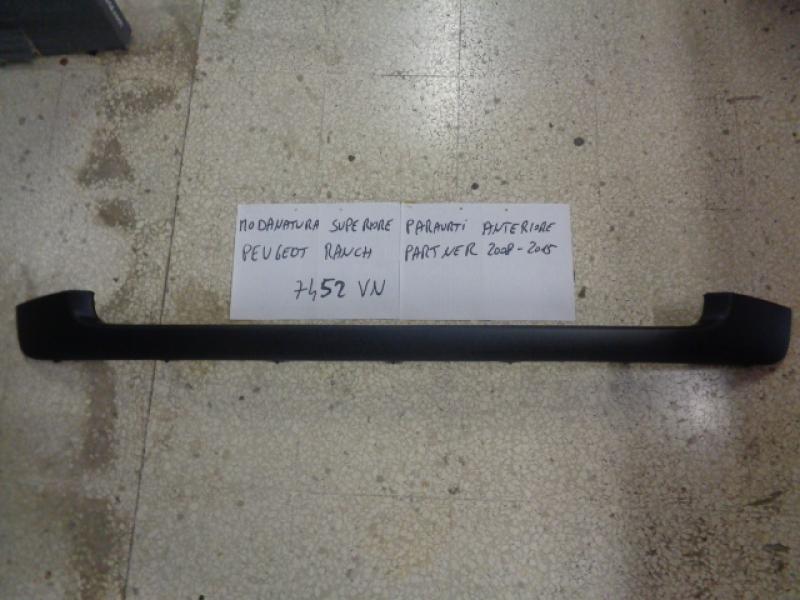 MODANATURA SUPERIORE PARAURTI ANTERIORE
PEUGEOT RANCH PARTNER 2008-2015
7452 VN